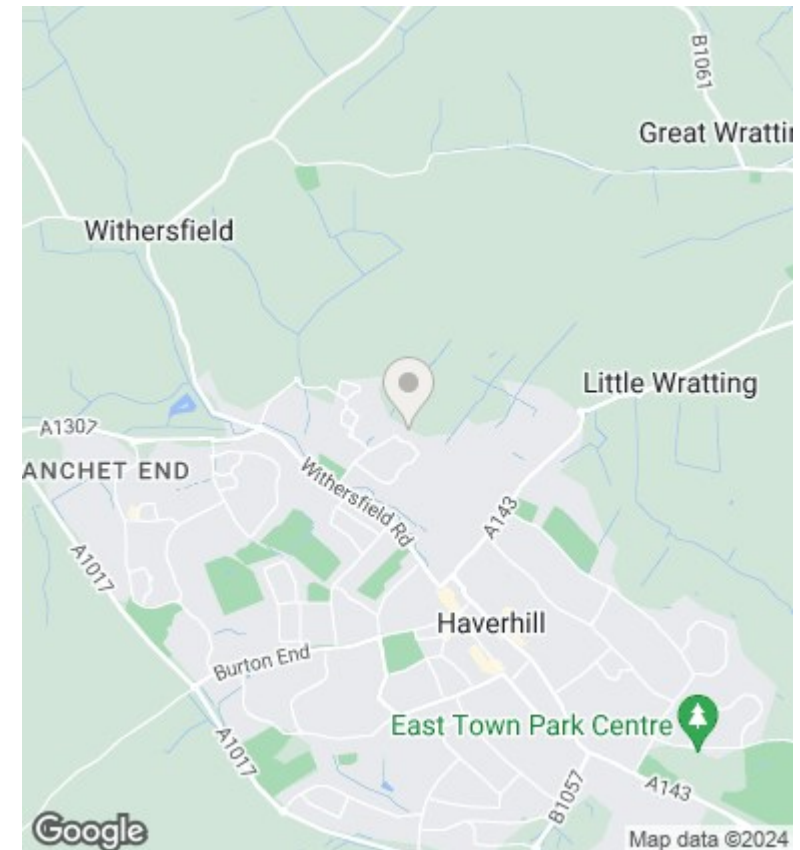 B1061
Great Wrattin
Withersfield
Little Wratting
A1307
ANCHET END
Withersfield Rd
A143
A1017
Haverhill
Burton End
East Town Park Centre
A1017
A143
B1057
Google
Map data ©2024